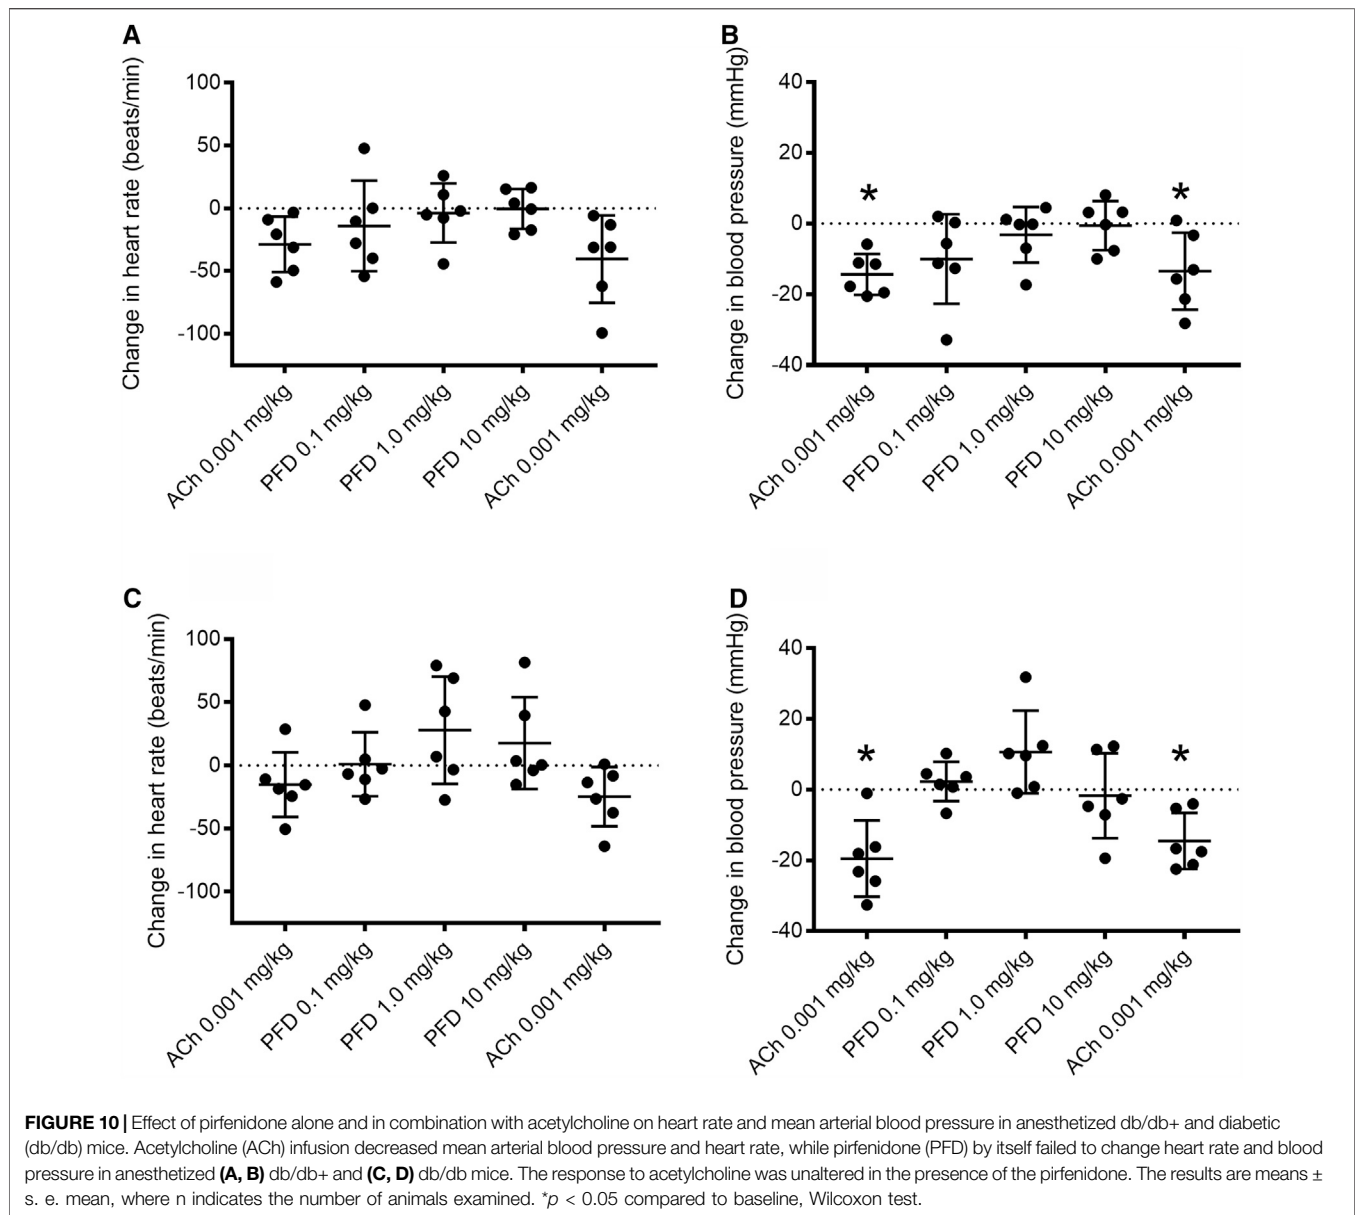 A
Change in heart rate (beats/min)
100
50
0
-50
-100
ACh 0.001 mg/kg
PFD 0.1 mg/kg
PFD 1.0 mg/kg
PFD 10 mg/kg
ACh 0.001 mg/kg
B
Change in blood pressure (mmHg)
40
20
0
-20
-40
*
*
ACh 0.001 mg/kg
PFD 0.1 mg/kg
PFD 1.0 mg/kg
PFD 10 mg/kg
ACh 0.001 mg/kg
C
Change in heart rate (beats/min)
100
50
0
-50
-100
ACh 0.001 mg/kg
PFD 0.1 mg/kg
PFD 1.0 mg/kg
PFD 10 mg/kg
ACh 0.001 mg/kg
D
Change in blood pressure (mmHg)
40
20
0
-20
-40
*
*
ACh 0.001 mg/kg
PFD 0.1 mg/kg
PFD 1.0 mg/kg
PFD 10 mg/kg
ACh 0.001 mg/kg
FIGURE 10 | Effect of pirfenidone alone and in combination with acetylcholine on heart rate and mean arterial blood pressure in anesthetized db/db+ and diabetic
(db/db) mice. Acetylcholine (ACh) infusion decreased mean arterial blood pressure and heart rate, while pirfenidone (PFD) by itself failed to change heart rate and blood
pressure in anesthetized (A, B) db/db+ and (C, D) db/db mice. The response to acetylcholine was unaltered in the presence of the pirfenidone. The results are means ±
s. e. mean, where n indicates the number of animals examined. *p < 0.05 compared to baseline, Wilcoxon test.